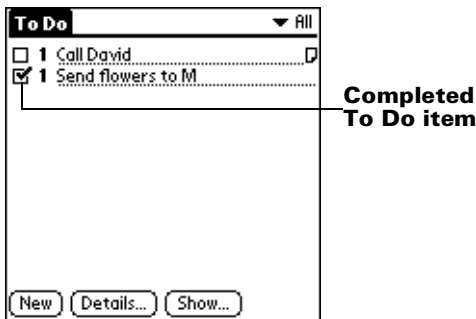 To Do All
1 Call David
1 Send flowers to M
Completed
To Do item
New Details... Show...